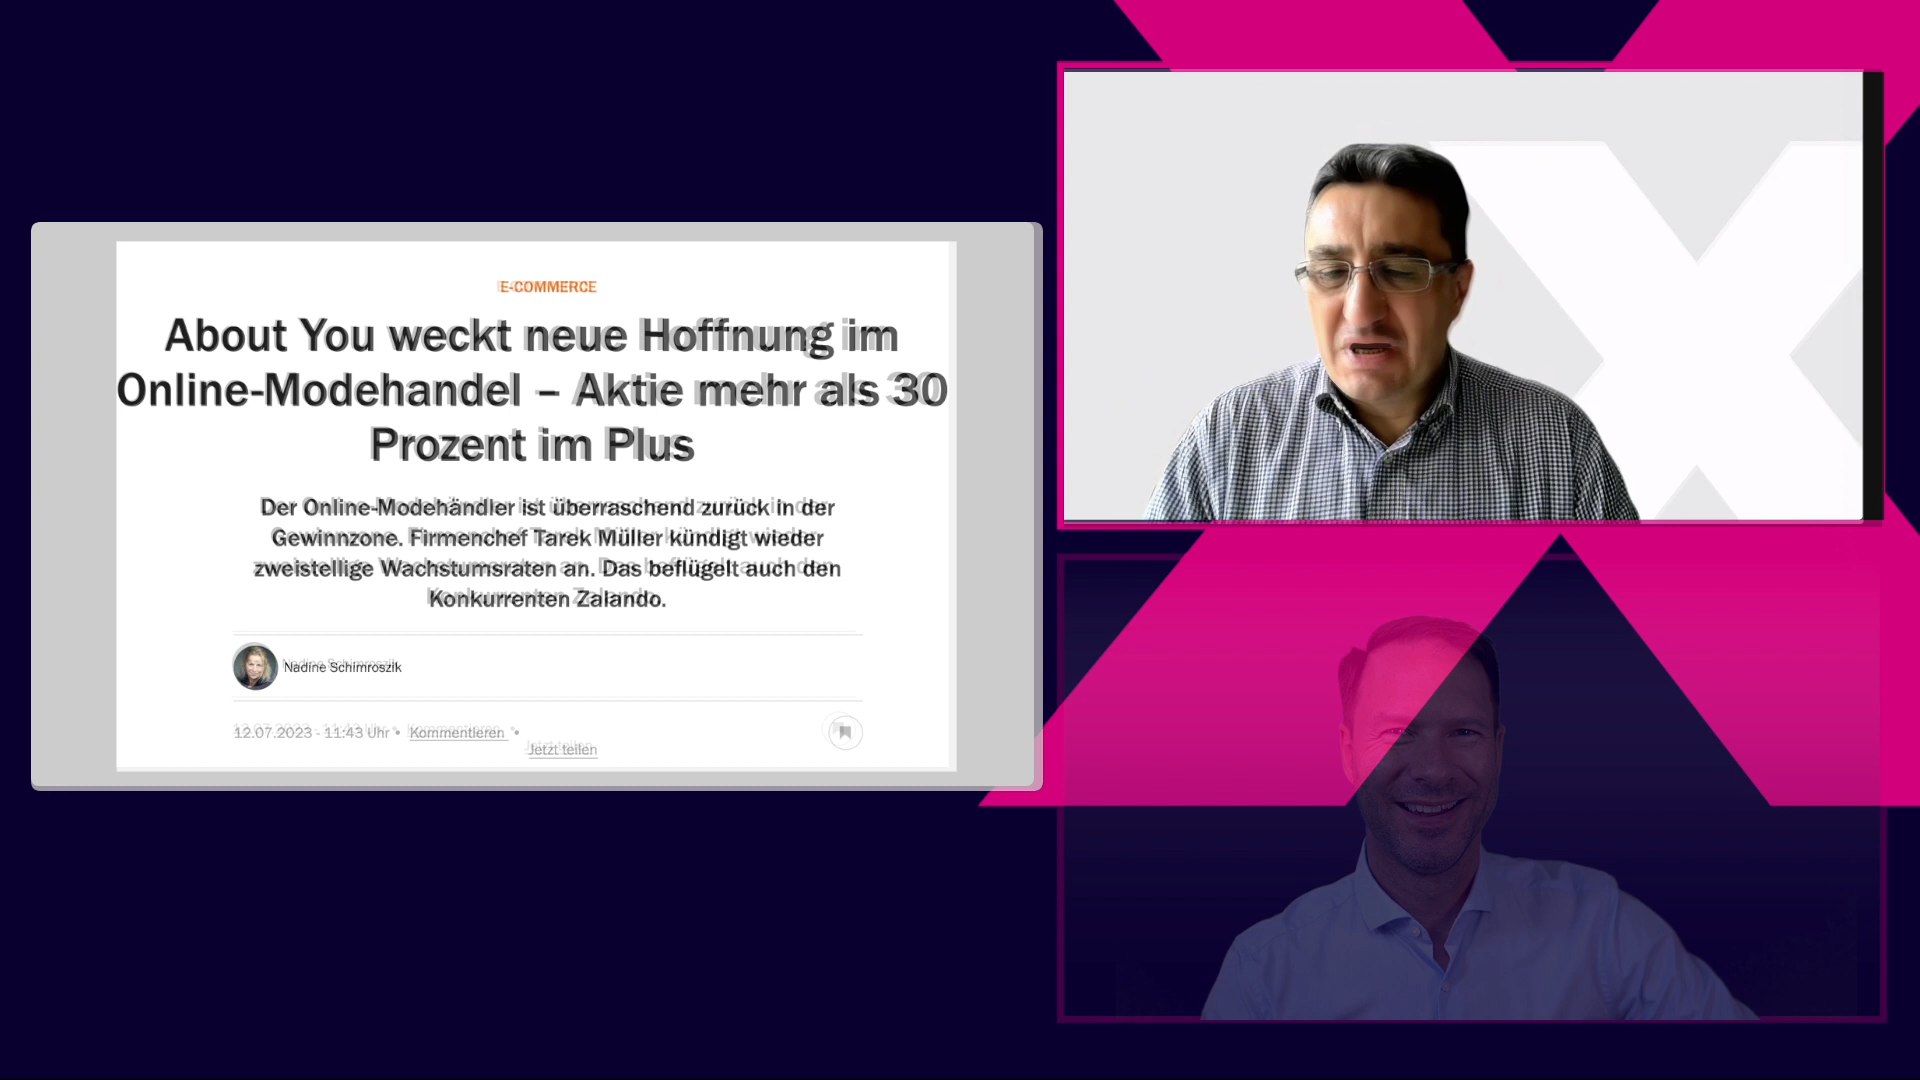 E-COMMERCE
About You weckt neue Hoffnung im
Online-Modehandel – Aktie mehr als 30
Prozent im Plus
Der Online-Modehändler ist überraschend zurück in der
Gewinnzone. Firmenchef Tarek Müller kündigt wieder
zweistellige Wachstumsraten an. Das beflügelt auch den
Konkurrenten Zalando.
Nadine Schimroszik
12.07.2023 - 11:43 Uhr • Kommentieren •
Jetzt teilen